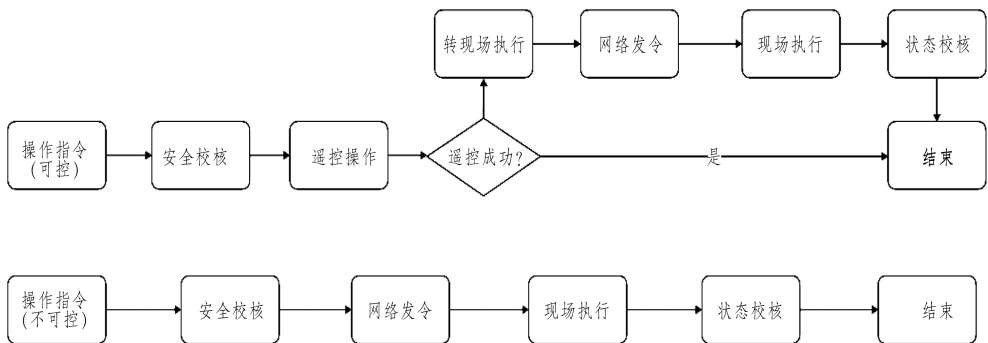 转现场执行
网络发令
现场执行
状态校核
操作指令
(可控)
安全校核
遥控操作
遥控成功?
是
结束
操作指令
(不可控)
安全校核
网络发令
现场执行
状态校核
结束